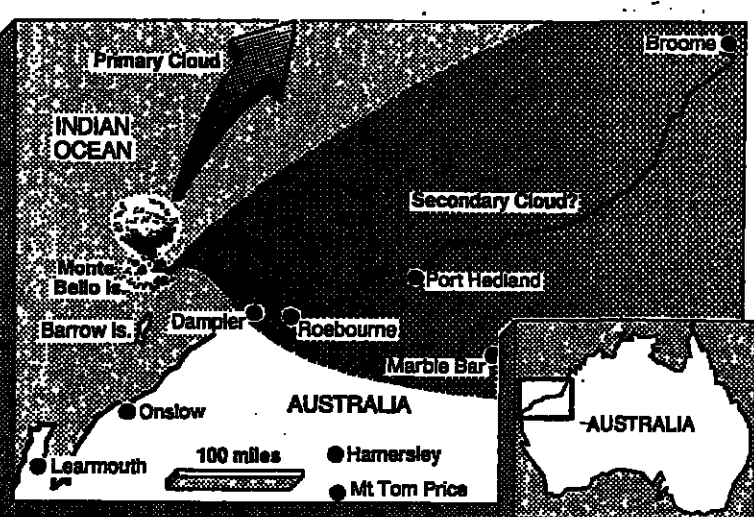 Broome
Primary Cloud
INDIAN
OCEAN
Secondary Cloud?
Monte
Bello Is.
Port Hedland
Barrow Is.
Dampier
Roebourne
Marble Bar
Onslow
AUSTRALIA
AUSTRALIA
100 miles
Hamersley
Learmouth
Mt Tom Price